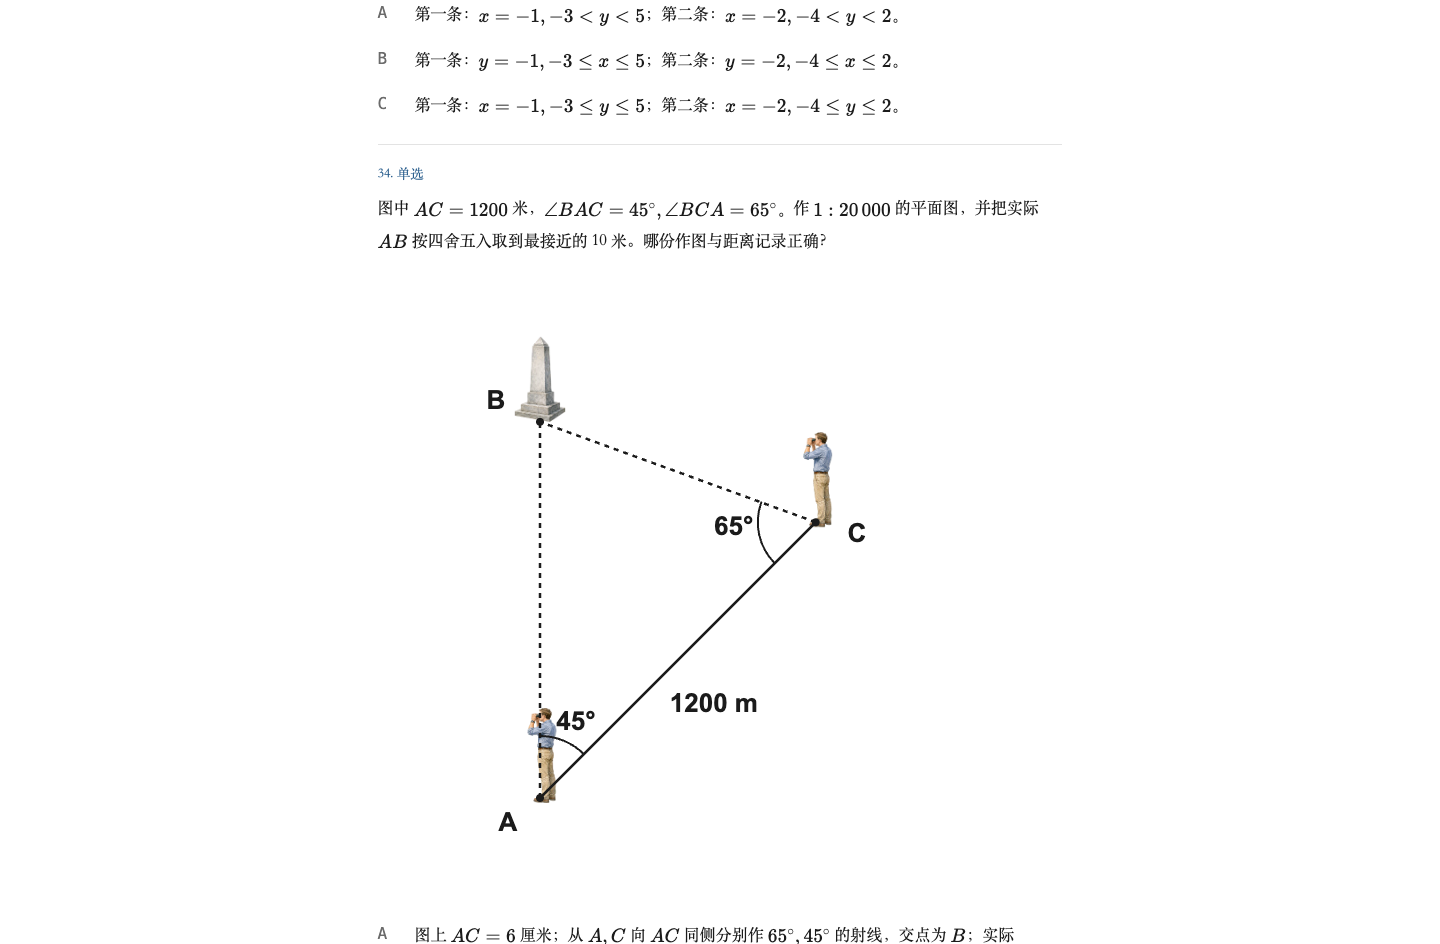 A 第一条：x = −1, −3 < y < 5；第二条：x = −2, −4 < y < 2。
B 第一条：y = −1, −3 ≤ x ≤ 5；第二条：y = −2, −4 ≤ x ≤ 2。
C 第一条：x = −1, −3 ≤ y ≤ 5；第二条：x = −2, −4 ≤ y ≤ 2。
34. 单选
图中 AC = 1200 米，∠BAC = 45°, ∠BCA = 65°。作 1 : 20 000 的平面图，并把实际
AB 按四舍五入取到最接近的 10 米。哪份作图与距离记录正确?
B
65°
C
1200 m
45°
A
A 图上 AC = 6 厘米；从 A, C 向 AC 同侧分别作 65°, 45° 的射线，交点为 B；实际